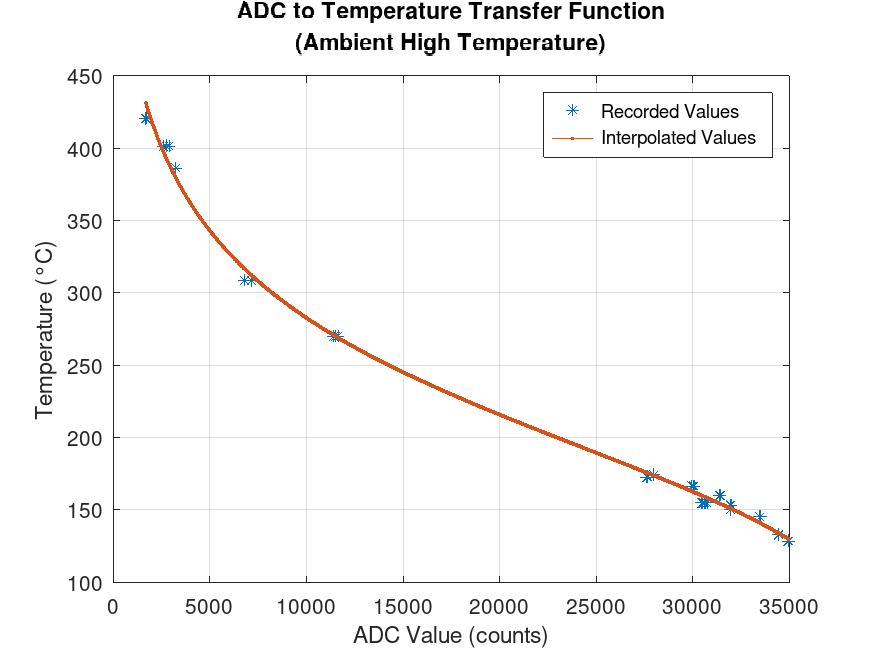 ADC to Temperature Transfer Function
(Ambient High Temperature)
450
400
350
300
250
200
150
100
Temperature (°C)
Recorded Values
Interpolated Values
0 5000 10000 15000 20000 25000 30000 35000
ADC Value (counts)